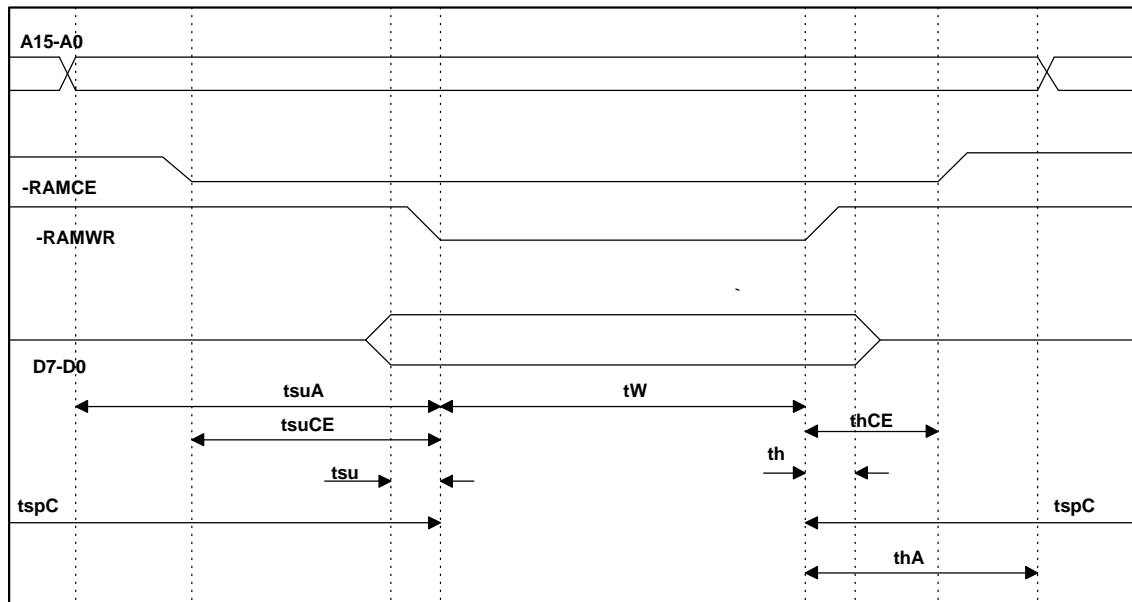 A15-A0
-RAMCE
-RAMWR
D7-D0
tsuA
tW
tsuCE
thCE
tsu
th
tspC
tspC
thA